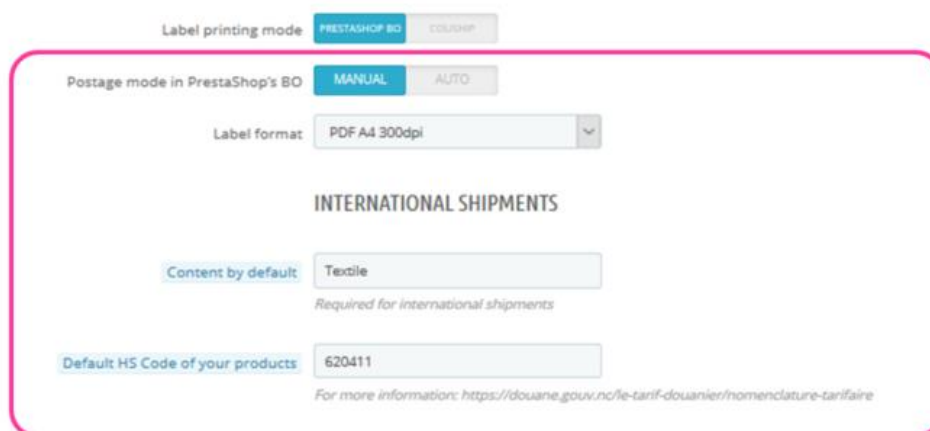 Label printing mode PRESTASHOP BO COLISHIP
Postage mode in PrestaShop's BO MANUAL AUTO
Label format PDF A4 300dpi
INTERNATIONAL SHIPMENTS
Content by default Textile
Required for international shipments
Default HS Code of your products 620411
For more information: https://douane.gouv.nc/le-tarif-douanier/nomenclature-tarifaire